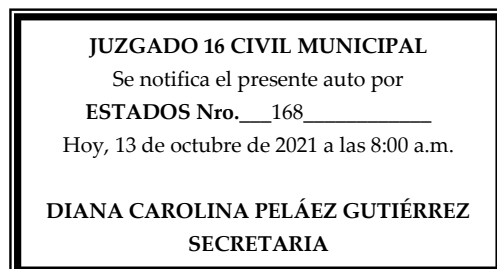 JUZGADO 16 CIVIL MUNICIPAL
Se notifica el presente auto por
ESTADOS Nro.___168____________
Hoy, 13 de octubre de 2021 a las 8:00 a.m.
DIANA CAROLINA PELÁEZ GUTIÉRREZ
SECRETARIA